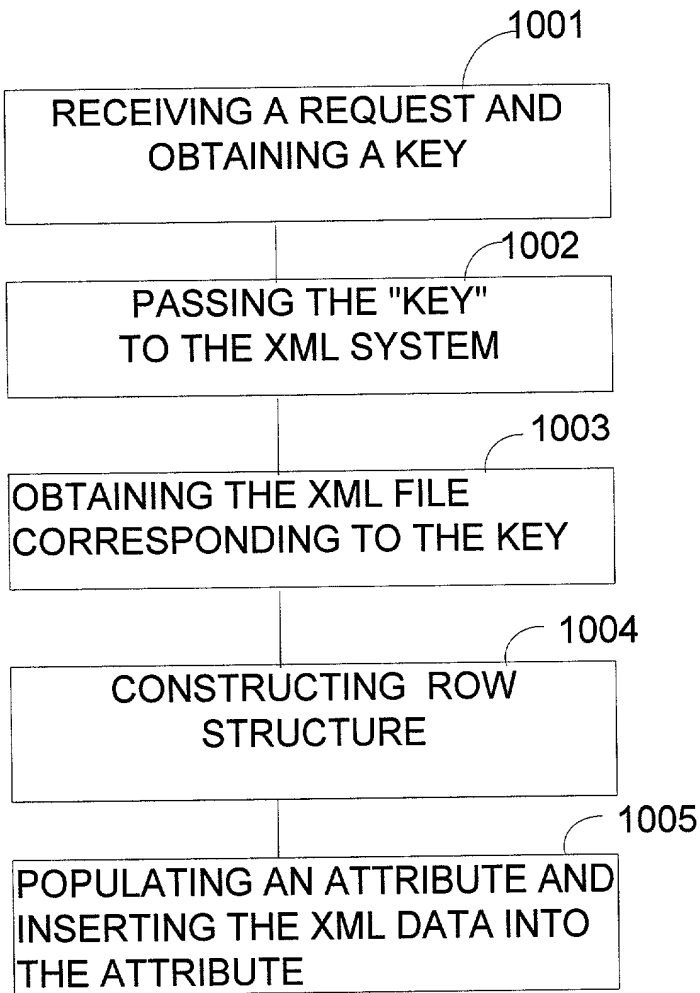 1001
RECEIVING A REQUEST AND
OBTAINING A KEY
1002
PASSING THE "KEY"
TO THE XML SYSTEM
1003
OBTAINING THE XML FILE
CORRESPONDING TO THE KEY
1004
CONSTRUCTING ROW
STRUCTURE
1005
POPULATING AN ATTRIBUTE AND
INSERTING THE XML DATA INTO
THE ATTRIBUTE